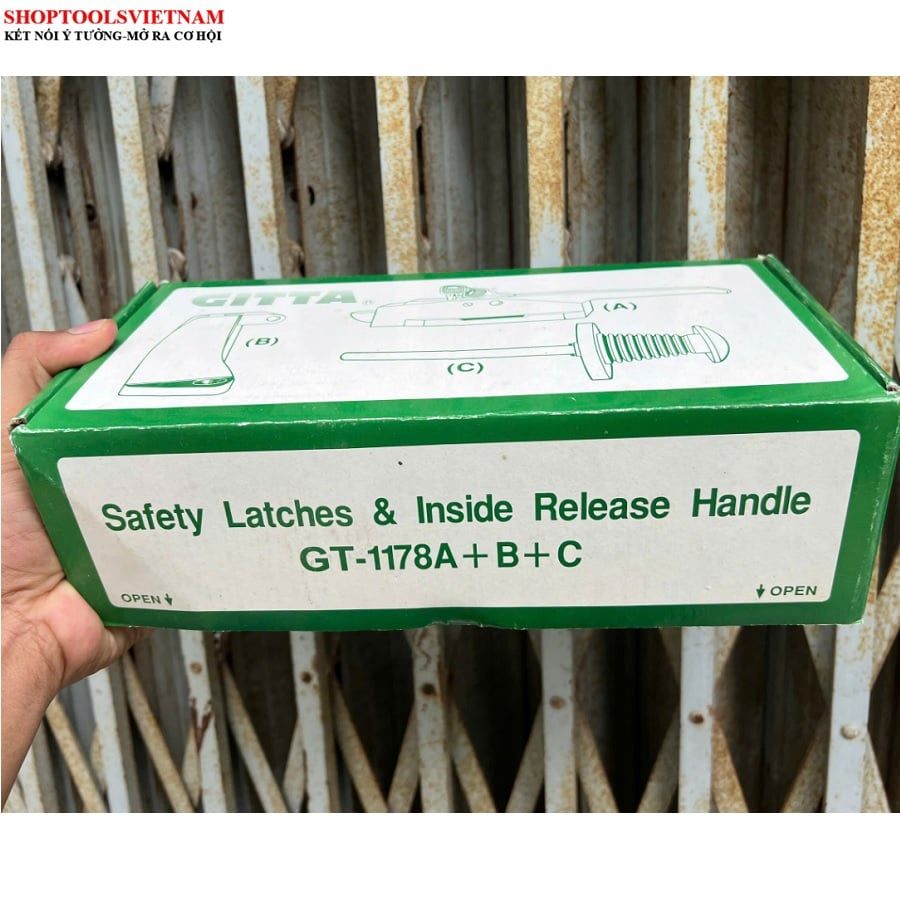 SHOPTOOLSVIETNAM
KẾT NỐI Ý TƯỞNG-MỞ RA CƠ HỘI
GITTA®
(A)
(B)
(C)
Safety Latches & Inside Release Handle
GT-1178A+B+C
OPEN↓ ↓OPEN